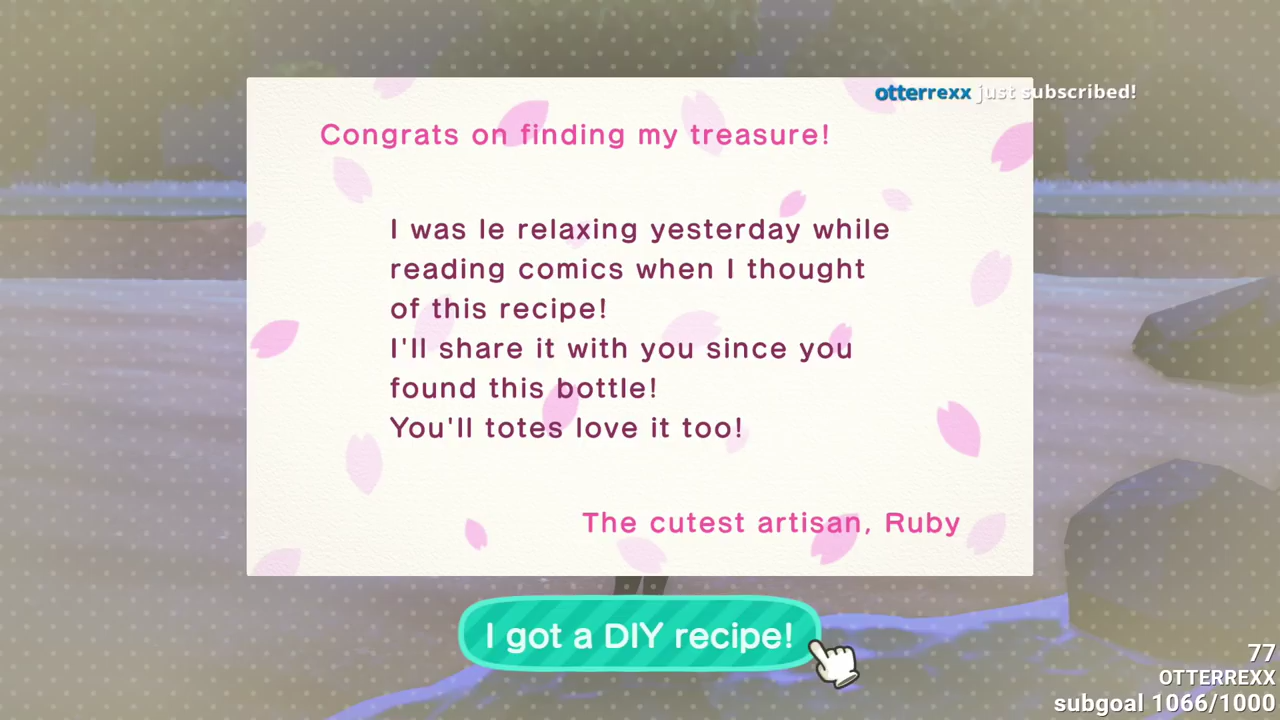 otterrexx just subscribed!
Congrats on finding my treasure!
I was le relaxing yesterday while
reading comics when I thought
of this recipe!
I'll share it with you since you
found this bottle!
You'll totes love it too!
The cutest artisan, Ruby
I got a DIY recipe!
77
OTTERREXX
subgoal 1066/1000